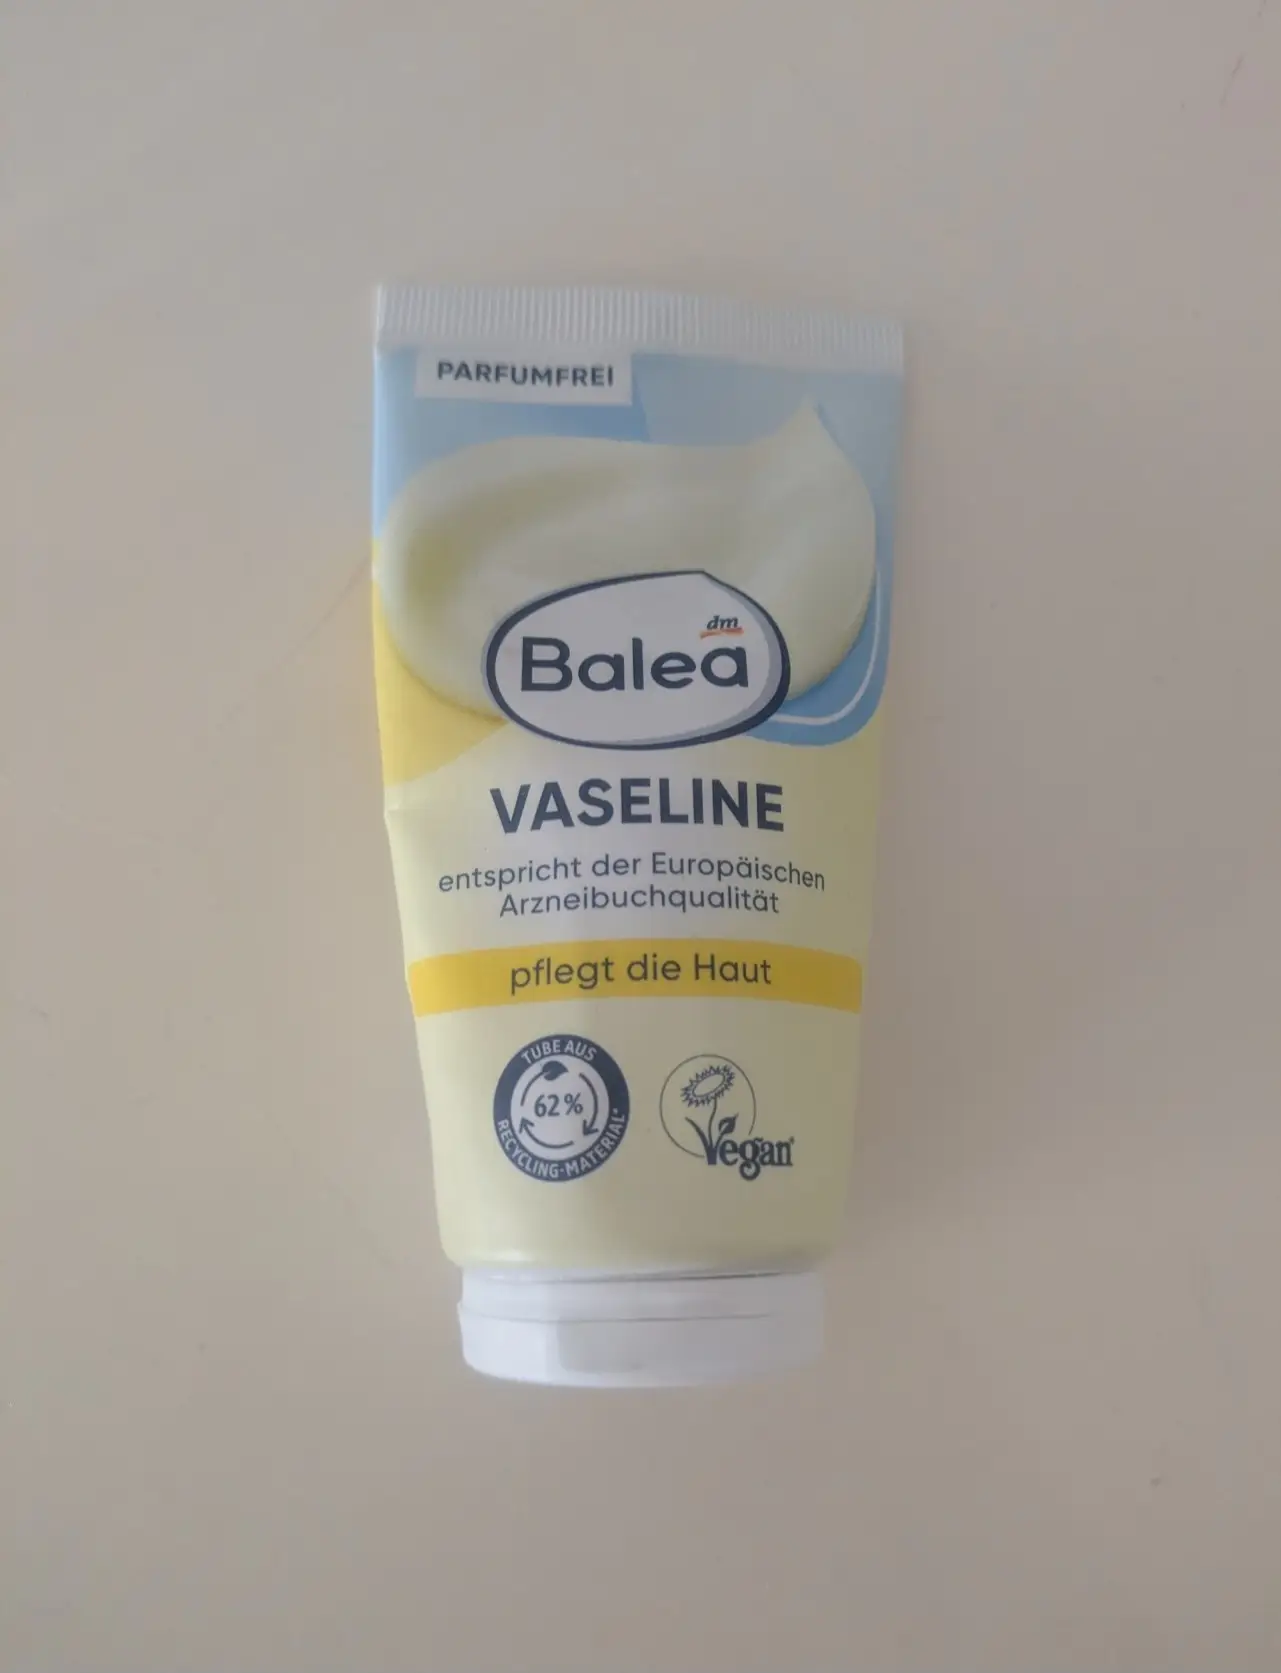 PARFUMFREI
dm
Balea
VASELINE
entspricht der Europäischen
Arzneibuchqualität
pflegt die Haut
TUBE AUS
62%
RECYCLING-MATERIAL*
Vegan